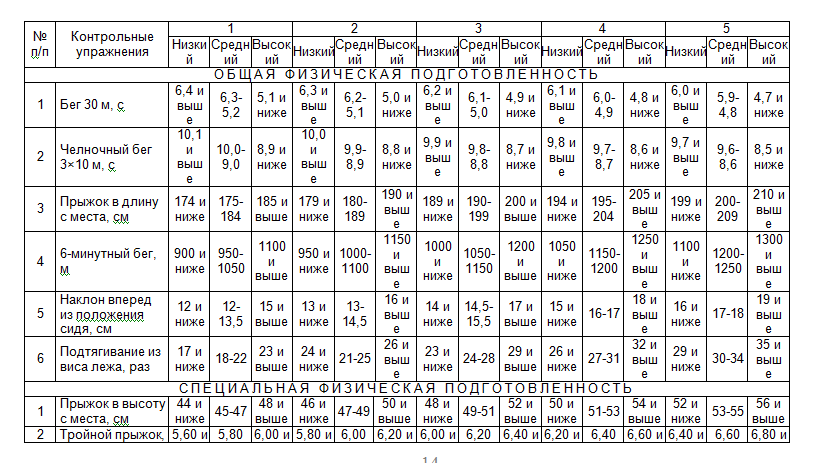 № п/п Контрольные упражнения 1 2 3 4 5
Низкий Средний Высокий Низкий Средний Высокий Низкий Средний Высокий Низкий Средний Высокий Низкий Средний Высокий
ОБЩАЯ ФИЗИЧЕСКАЯ ПОДГОТОВЛЕННОСТЬ
1 Бег 30 м, с 6,4 и выше 6,3-5,2 5,1 и ниже 6,3 и выше 6,2-5,1 5,0 и ниже 6,2 и выше 6,1-5,0 4,9 и ниже 6,1 и выше 6,0-4,9 4,8 и ниже 6,0 и выше 5,9-4,8 4,7 и ниже
2 Челночный бег 3×10 м, с 10,1 и выше 10,0-9,0 8,9 и ниже 10,0 и выше 9,9-8,9 8,8 и ниже 9,9 и выше 9,8-8,8 8,7 и ниже 9,8 и выше 9,7-8,7 8,6 и ниже 9,7 и выше 9,6-8,6 8,5 и ниже
3 Прыжок в длину с места, см 174 и ниже 175-184 185 и выше 179 и ниже 180-189 190 и выше 189 и ниже 190-199 200 и выше 194 и ниже 195-204 205 и выше 199 и ниже 200-209 210 и выше
4 6-минутный бег, м 900 и ниже 950-1050 1100 и выше 950 и ниже 1000-1100 1150 и выше 1000 и ниже 1050-1150 1200 и выше 1050 и ниже 1150-1200 1250 и выше 1100 и ниже 1200-1250 1300 и выше
5 Наклон вперед из положения сидя, см 12 и ниже 12-13,5 15 и выше 13 и ниже 13-14,5 16 и выше 14 и ниже 14,5-15,5 17 и выше 15 и ниже 16-17 18 и выше 16 и ниже 17-18 19 и выше
6 Подтягивание из виса лежа, раз 17 и ниже 18-22 23 и выше 24 и ниже 21-25 26 и выше 23 и ниже 24-28 29 и выше 26 и ниже 27-31 32 и выше 29 и ниже 30-34 35 и выше
СПЕЦИАЛЬНАЯ ФИЗИЧЕСКАЯ ПОДГОТОВЛЕННОСТЬ
1 Прыжок в высоту с места, см 44 и ниже 45-47 48 и выше 46 и ниже 47-49 50 и выше 48 и ниже 49-51 52 и выше 50 и ниже 51-53 54 и выше 52 и ниже 53-55 56 и выше
2 Тройной прыжок, 5,60 и 5,80 6,00 и 5,80 и 6,00 6,20 и 6,00 и 6,20 6,40 и 6,20 и 6,40 6,60 и 6,40 и 6,60 6,80 и
14